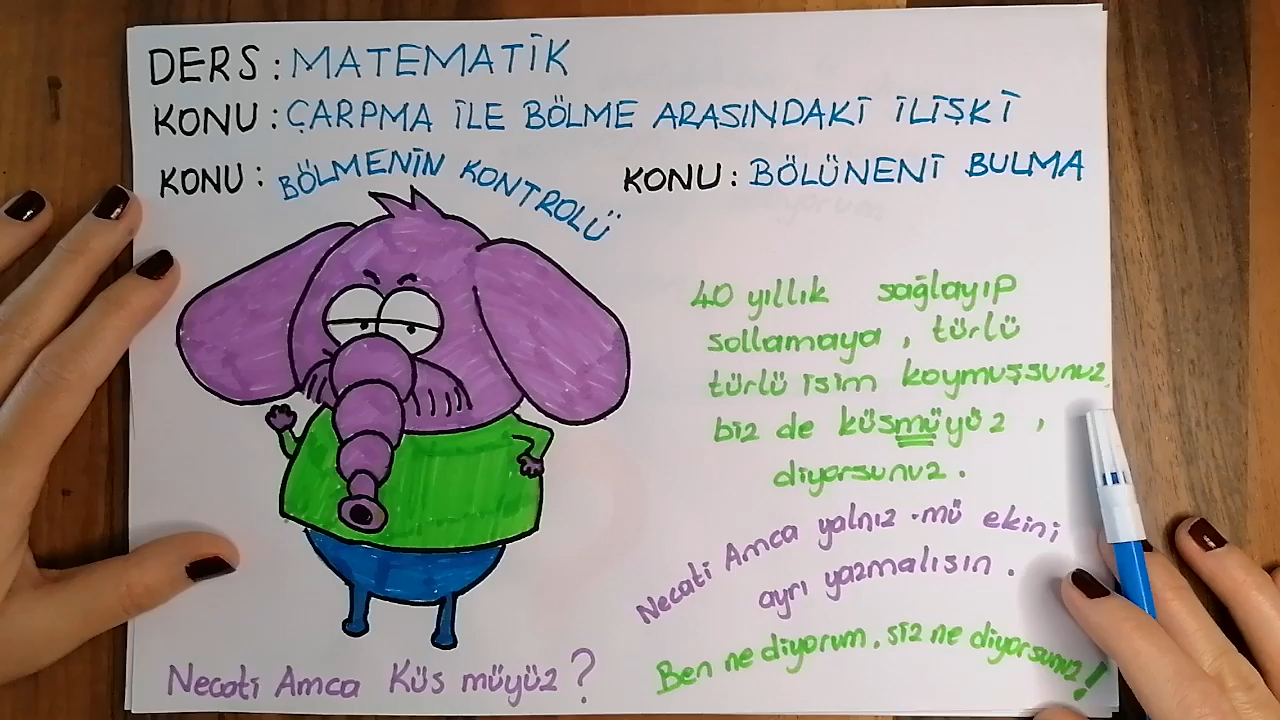 DERS : MATEMATİK
KONU : ÇARPMA İLE BÖLME ARASINDAKİ İLİŞKİ
KONU : BÖLMENİN KONTROLÜ
KONU : BÖLÜNENİ BULMA
40 yıllık sağlayıp
sollamaya , türlü
türlü isim koymuşsunuz,
biz de küsmüyüz ,
diyorsunuz .
Necati Amca yalnız -mü ekini
ayrı yazmalısın .
Ben ne diyorum, siz ne diyorsunuz!
Necati Amca Küs müyüz ?